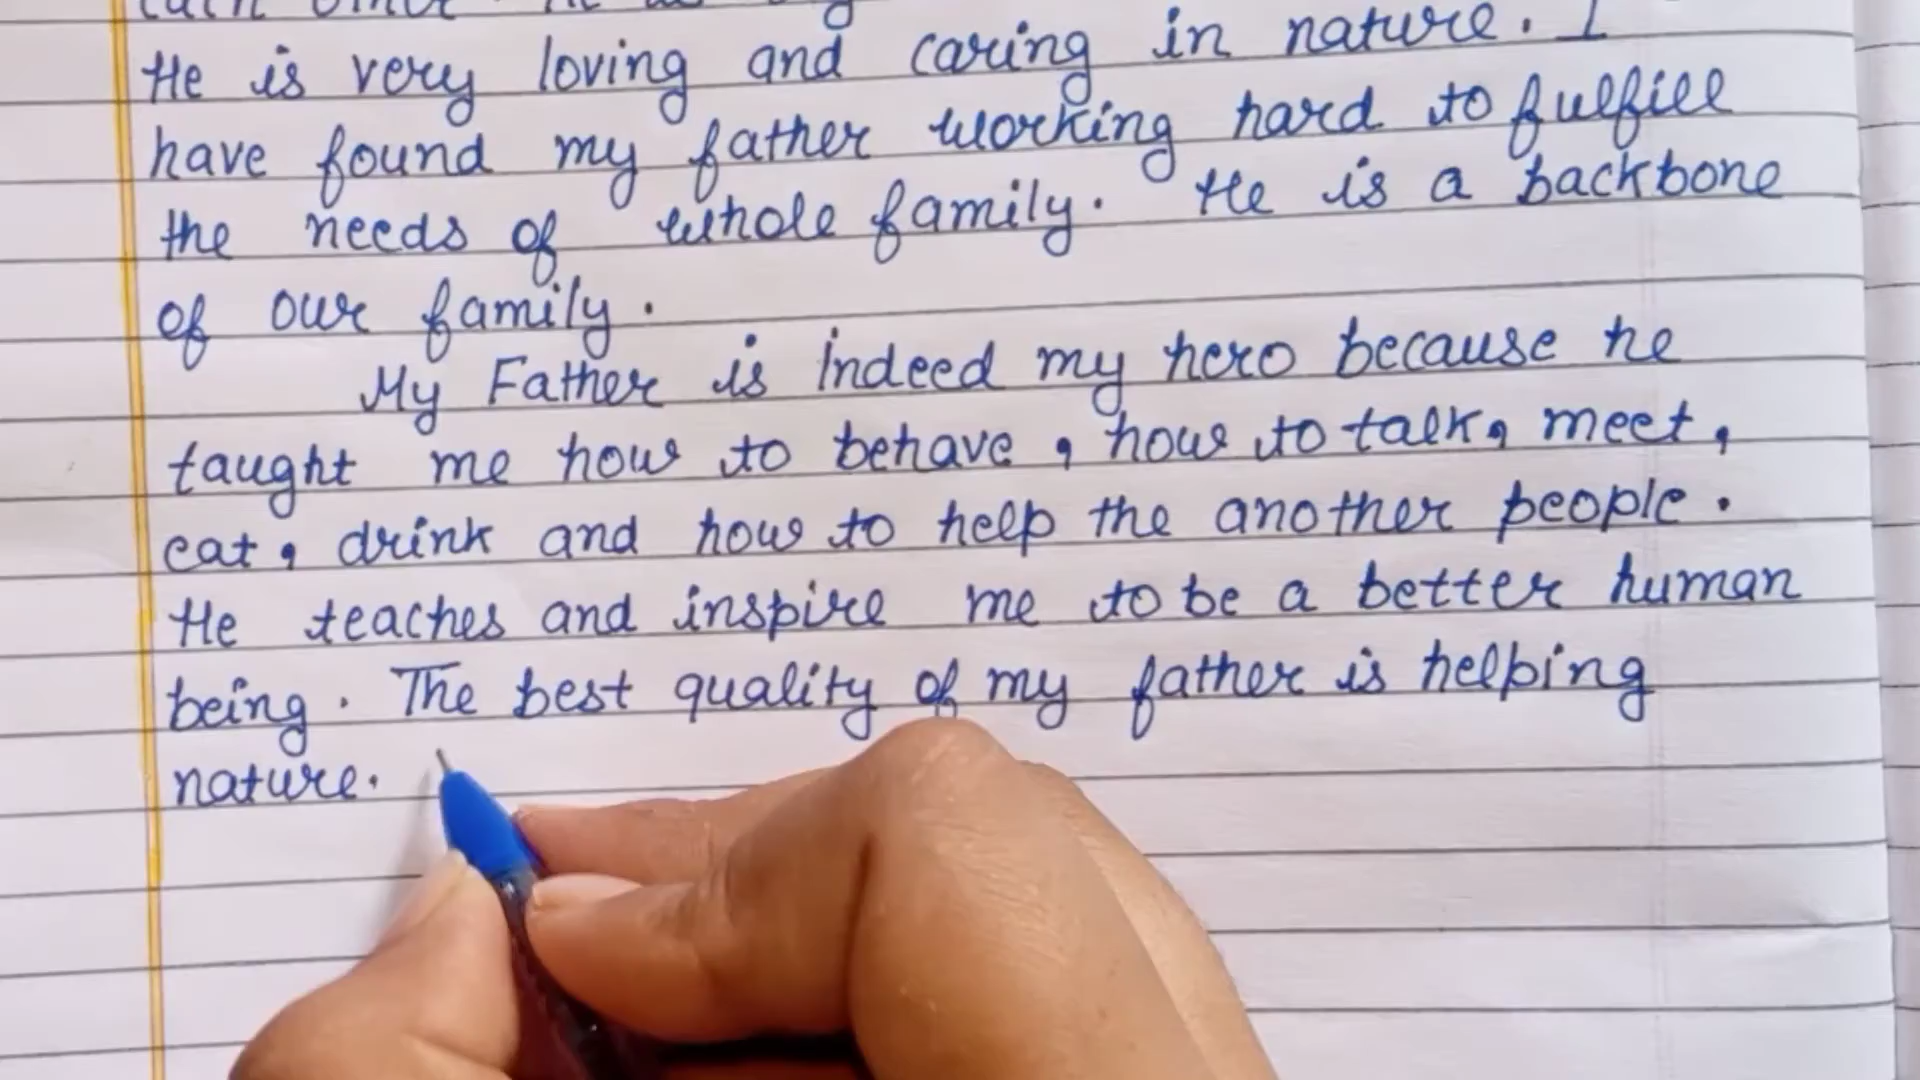 He is very loving and caring in nature. I
have found my father working hard to fulfill
the needs of whole family. He is a backbone
of our family.
My Father is indeed my hero because he
taught me how to behave, how to talk, meet,
eat, drink and how to help the another people.
He teaches and inspire me to be a better human
being. The best quality of my father is helping
nature.